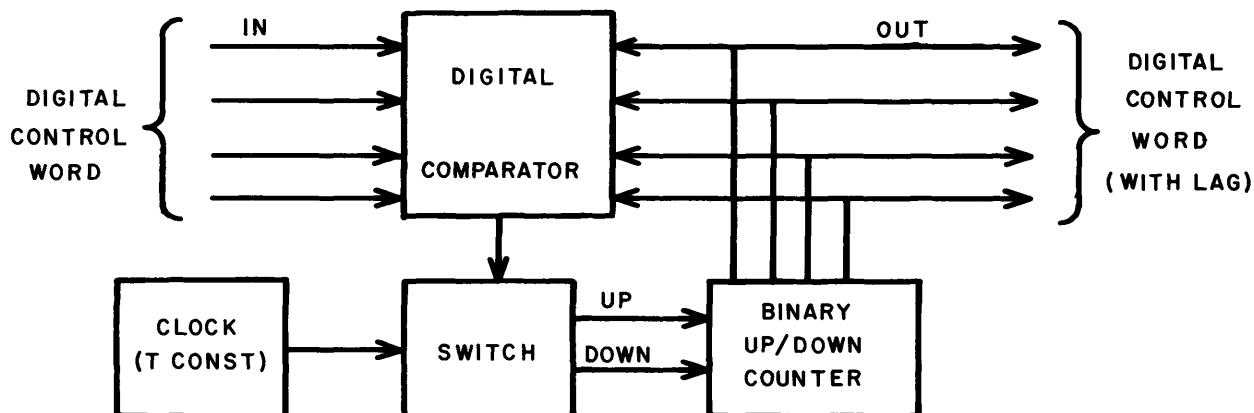 IN
DIGITAL
CONTROL
WORD
DIGITAL
COMPARATOR
OUT
DIGITAL
CONTROL
WORD
(WITH LAG)
CLOCK
(T CONST)
SWITCH
UP
DOWN
BINARY
UP/DOWN
COUNTER